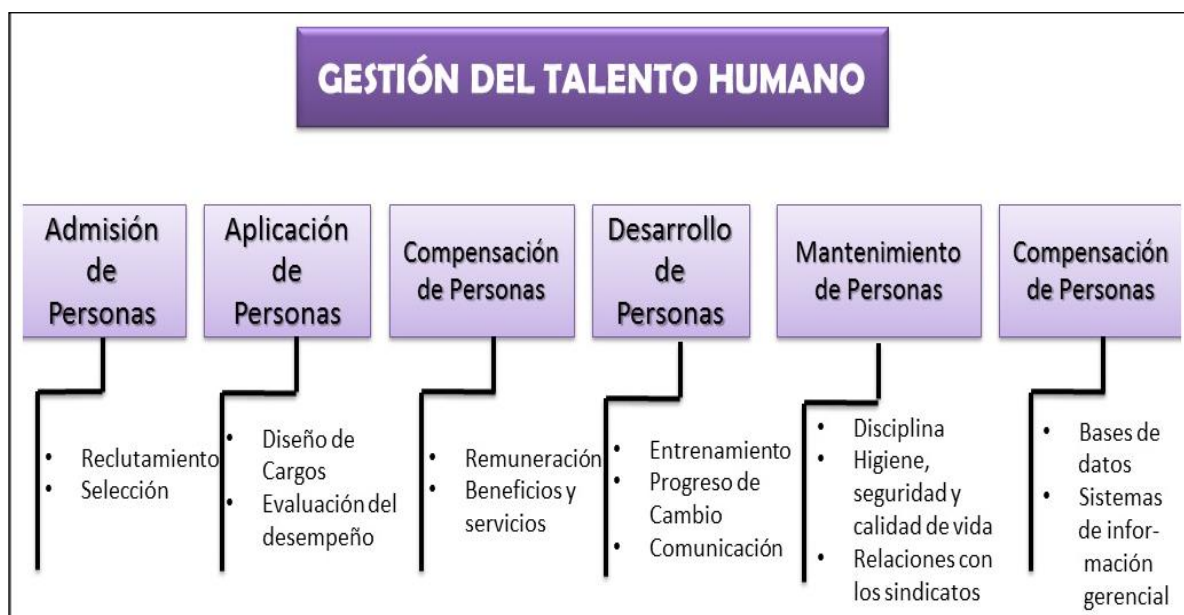 GESTIÓN DEL TALENTO HUMANO
Admisión
de
Personas
• Reclutamiento
• Selección
Aplicación
de
Personas
• Diseño de
Cargos
• Evaluación del
desempeño
Compensación
de Personas
• Remuneración
• Beneficios y
servicios
Desarrollo
de
Personas
• Entrenamiento
• Progreso de
Cambio
• Comunicación
Mantenimiento
de Personas
• Disciplina
• Higiene,
seguridad y
calidad de vida
• Relaciones con
los sindicatos
Compensación
de Personas
• Bases de
datos
• Sistemas
de infor-
mación
gerencial